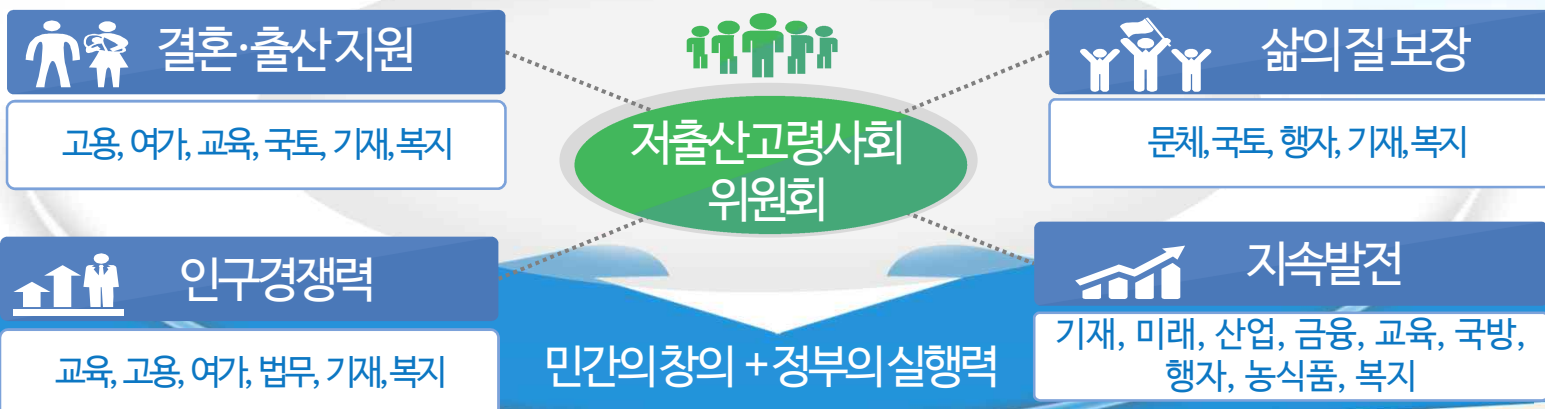 결혼·출산 지원
고용, 여가, 교육, 국토, 기재, 복지
저출산고령사회
위원회
삶의 질 보장
문체, 국토, 행자, 기재, 복지
인구경쟁력
교육, 고용, 여가, 법무, 기재, 복지
민간의 창의 + 정부의 실행력
지속발전
기재, 미래, 산업, 금융, 교육, 국방,
행자, 농식품, 복지